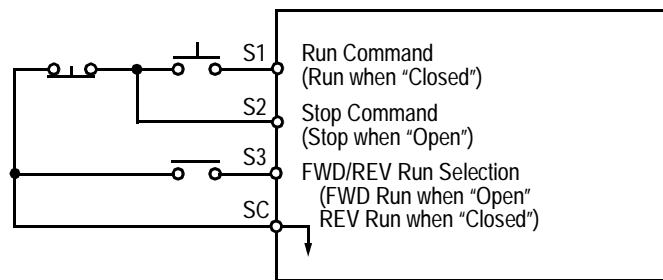 S1 Run Command
(Run when “Closed”)
S2 Stop Command
(Stop when “Open”)
S3 FWD/REV Run Selection
(FWD Run when “Open”
REV Run when “Closed”)
SC